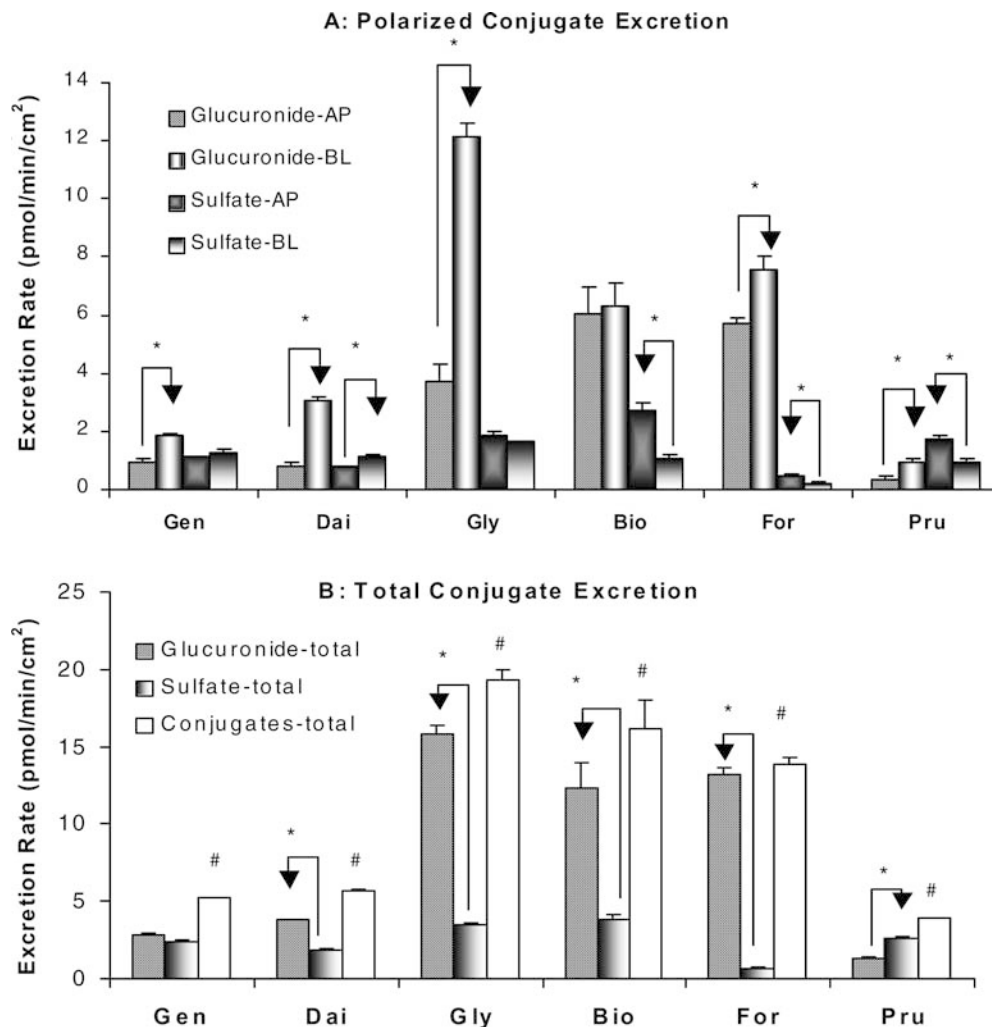 A: Polarized Conjugate Excretion
Excretion Rate (pmol/min/cm²)
14
12
10
8
6
4
2
0
Glucuronide-AP
Glucuronide-BL
Sulfate-AP
Sulfate-BL
* * * * * * * * *
Gen Dai Gly Bio For Pru
B: Total Conjugate Excretion
Excretion Rate (pmol/min/cm²)
25
20
15
10
5
0
Glucuronide-total
Sulfate-total
Conjugates-total
# * # * # * # * # * #
Gen Dai Gly Bio For Pru